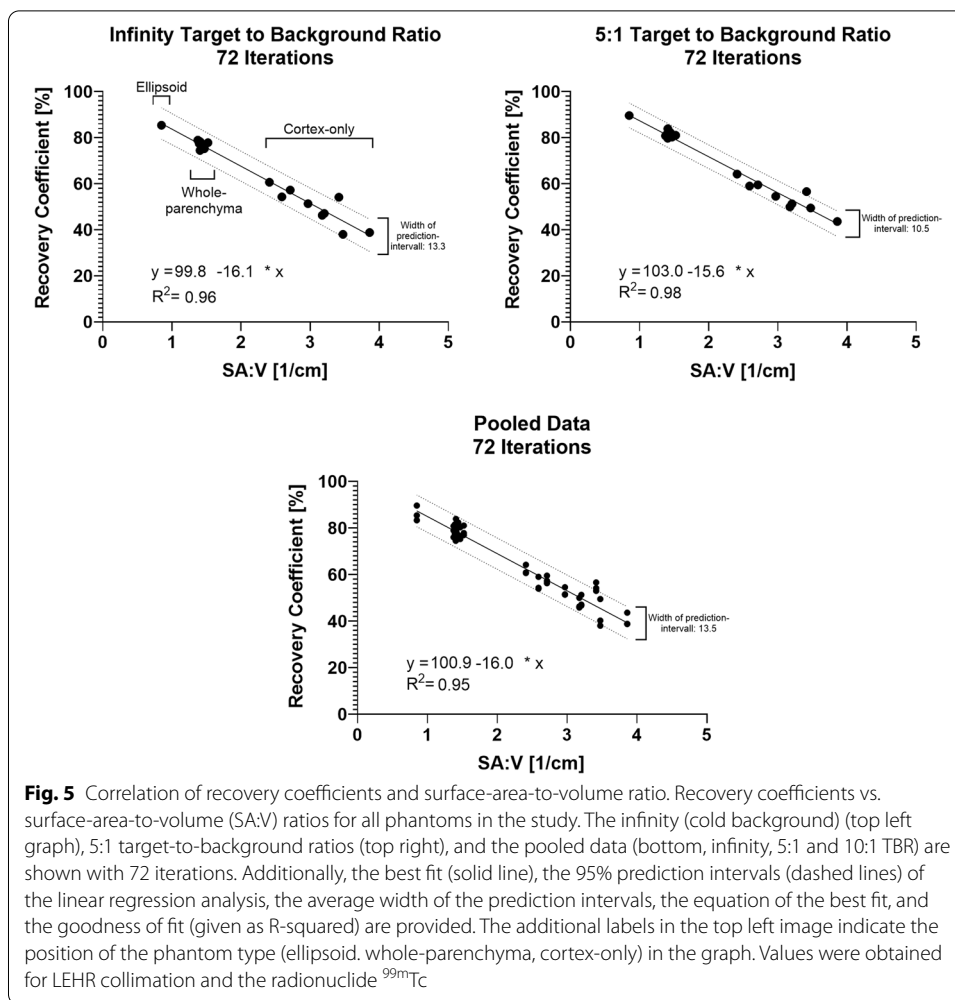 Infinity Target to Background Ratio
72 Iterations
Ellipsoid
100
80
60
40
20
0
Cortex-only
Whole-
parenchyma
Width of
prediction-
intervall: 13.3
y=99.8 -16.1 * x
R²= 0.96
Recovery Coefficient [%]
0 1 2 3 4 5
SA:V [1/cm]
5:1 Target to Background Ratio
72 Iterations
100
80
60
40
20
0
Width of prediction-
intervall: 10.5
y=103.0 -15.6 * x
R²= 0.98
Recovery Coefficient [%]
0 1 2 3 4 5
SA:V [1/cm]
Pooled Data
72 Iterations
100
80
60
40
20
0
Width of prediction-
intervall: 13.5
y=100.9 -16.0 * x
R²= 0.95
Recovery Coefficient [%]
0 1 2 3 4 5
SA:V [1/cm]
Fig. 5 Correlation of recovery coefficients and surface-area-to-volume ratio. Recovery coefficients vs.
surface-area-to-volume (SA:V) ratios for all phantoms in the study. The infinity (cold background) (top left
graph), 5:1 target-to-background ratios (top right), and the pooled data (bottom, infinity, 5:1 and 10:1 TBR) are
shown with 72 iterations. Additionally, the best fit (solid line), the 95% prediction intervals (dashed lines) of
the linear regression analysis, the average width of the prediction intervals, the equation of the best fit, and
the goodness of fit (given as R-squared) are provided. The additional labels in the top left image indicate the
position of the phantom type (ellipsoid. whole-parenchyma, cortex-only) in the graph. Values were obtained
for LEHR collimation and the radionuclide ⁹⁹ᵐTc